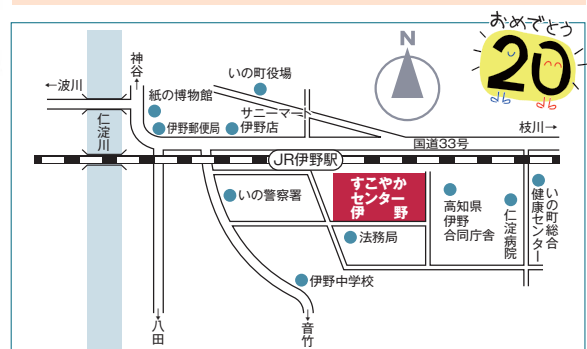 おめでとう
20
N
神谷
←波川
いの町役場
紙の博物館
サニーマート
伊野店
伊野郵便局
枝川→
国道33号
仁淀川
JR伊野駅
すこやか
センター
伊野
いの警察署
高知県
伊野
合同庁舎
仁淀病院
いの町総合
健康センター
法務局
伊野中学校
八田
音竹